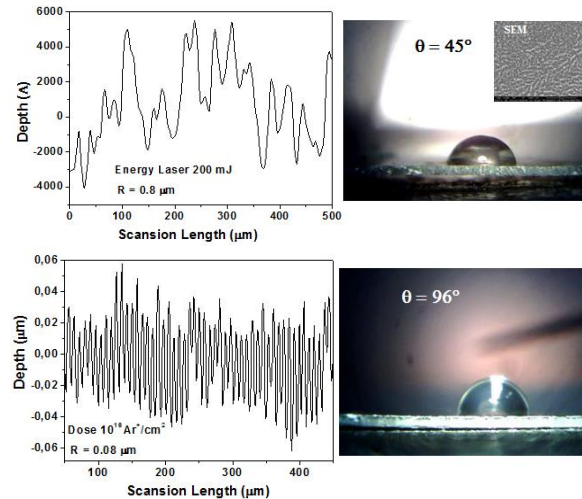 6000
4000
2000
0
-2000
4000
Depth (A)
Energy Laser 200 mJ
R = 0.8 µm
0 100 200 300 400 500
Scansion Length (µm)
θ = 45°
SEM
0,06
0,04
0,02
0,00
-0,02
-0,04
-0,06
Depth (µm)
Dose 10¹⁶Ar⁺/cm²
R = 0.08 µm
100 200 300 400
Scansion Length (µm)
θ = 96°